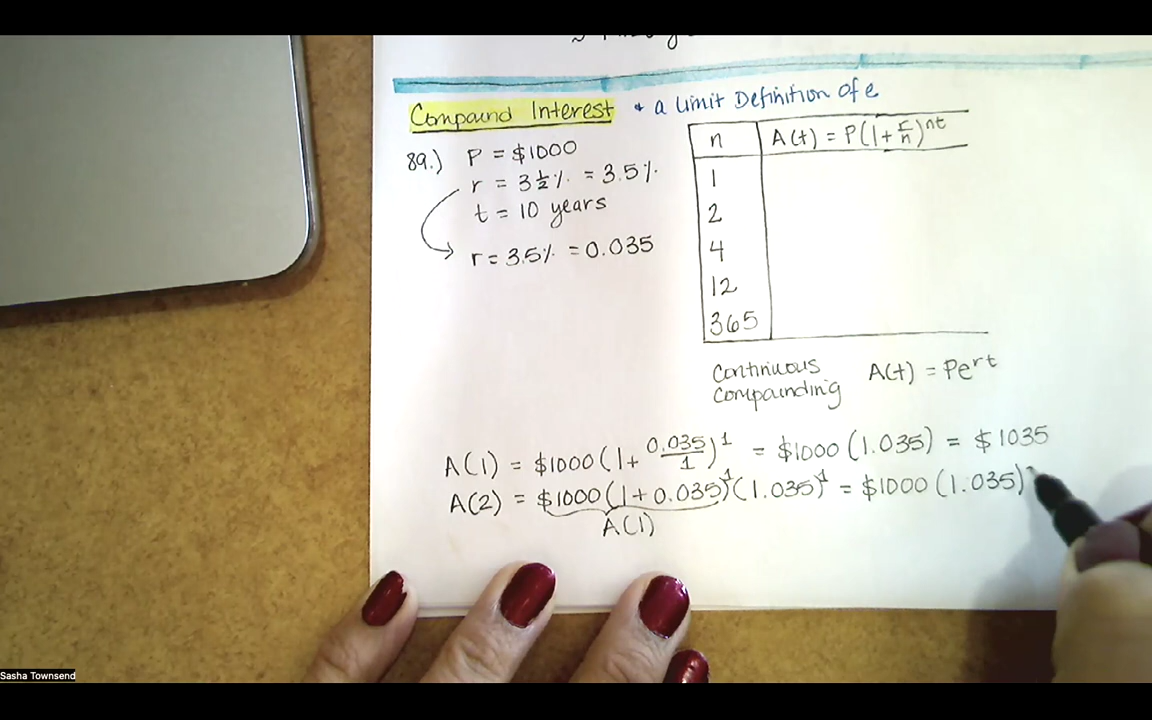 Compound Interest + a Limit Definition of e
89.) P = $1000
r = 3 1/2 % = 3.5%
t = 10 years
r = 3.5% = 0.035
n A(t) = P(1 + r/n)^nt
1
2
4
12
365
Continuous Compounding A(t) = Pe^rt
A(1) = $1000(1 + 0.035/1)^1 = $1000(1.035) = $1035
A(2) = $1000(1 + 0.035)^1(1.035)^1 = $1000(1.035)
A(1)
Sasha Townsend